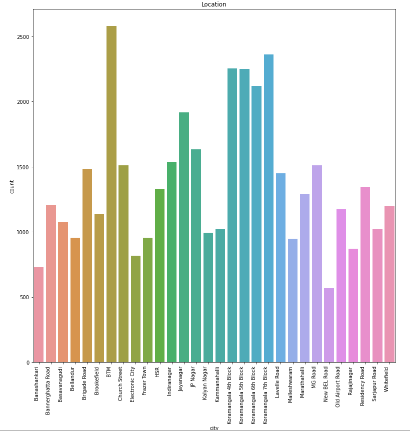 Location
count
2500
2000
1500
1000
500
0
Banashankari
Bannerghatta Road
Basavanagudi
Bellandur
Brigade Road
Brookefield
BTM
Church Street
Electronic City
Frazer Town
HSR
Indiranagar
Jayanagar
JP Nagar
Kalyan Nagar
Kammanahalli
Koramangala 4th Block
Koramangala 5th Block
Koramangala 6th Block
Koramangala 7th Block
Lavelle Road
Malleshwaram
Marathahalli
MG Road
New BEL Road
Old Airport Road
Rajajinagar
Residency Road
Sarjapur Road
Whitefield
city